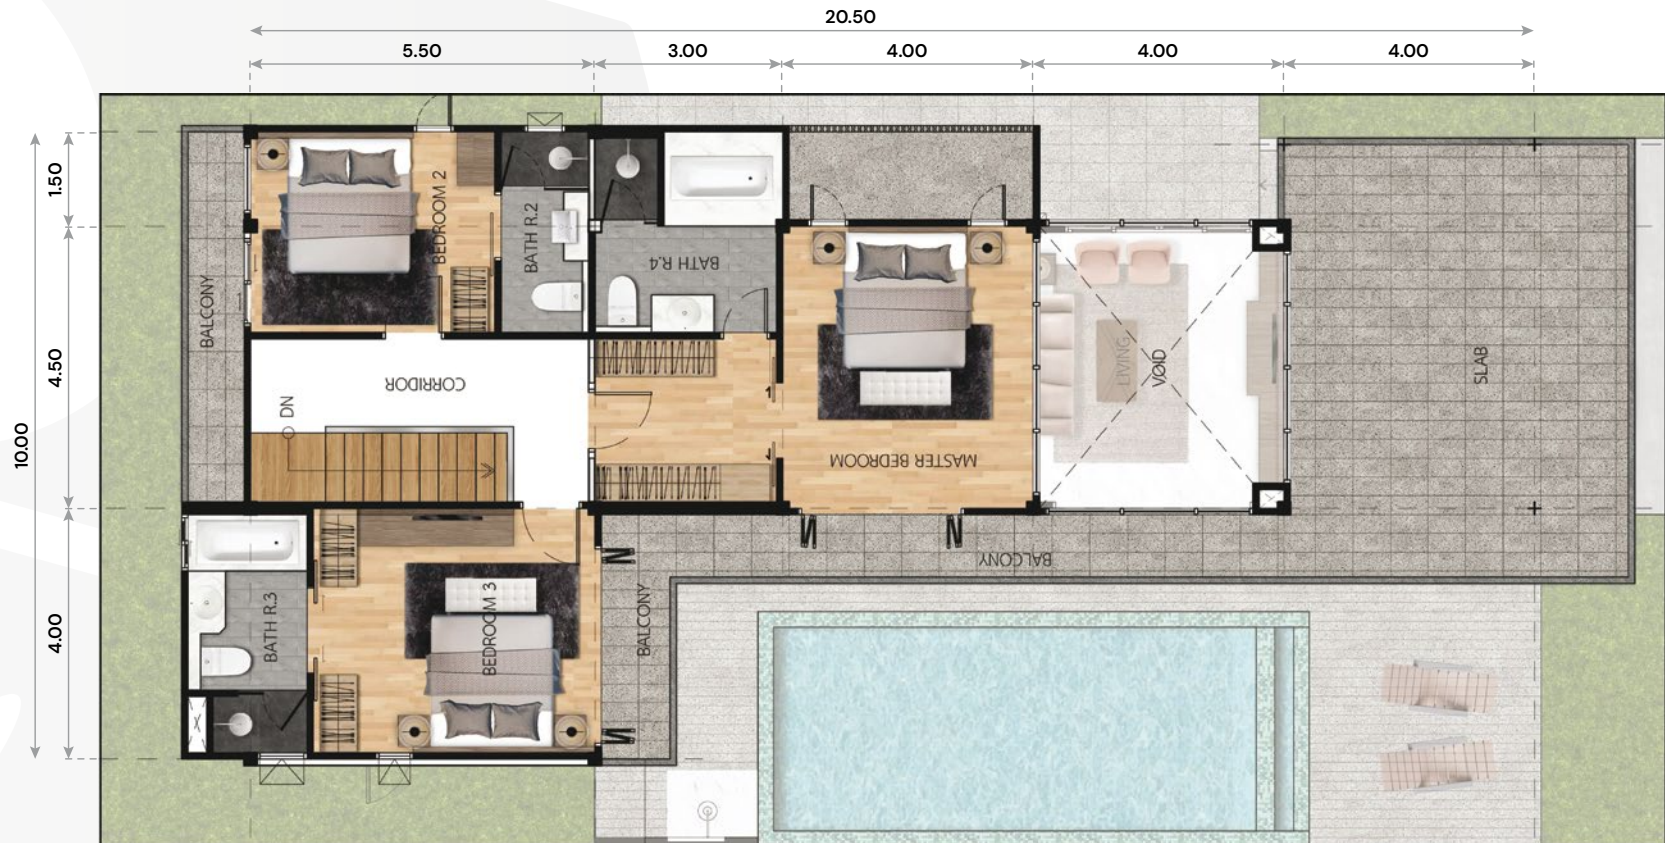 20.50
5.50
3.00
4.00
4.00
4.00
1.50
4.50
10.00
4.00
BEDROOM 2
BATH R.2
BATH R.4
BALCONY
CORRIDOR
DN
MASTER BEDROOM
LIVING
VOID
SLAB
BALCONY
BALCONY
BATH R.3
BEDROOM 3